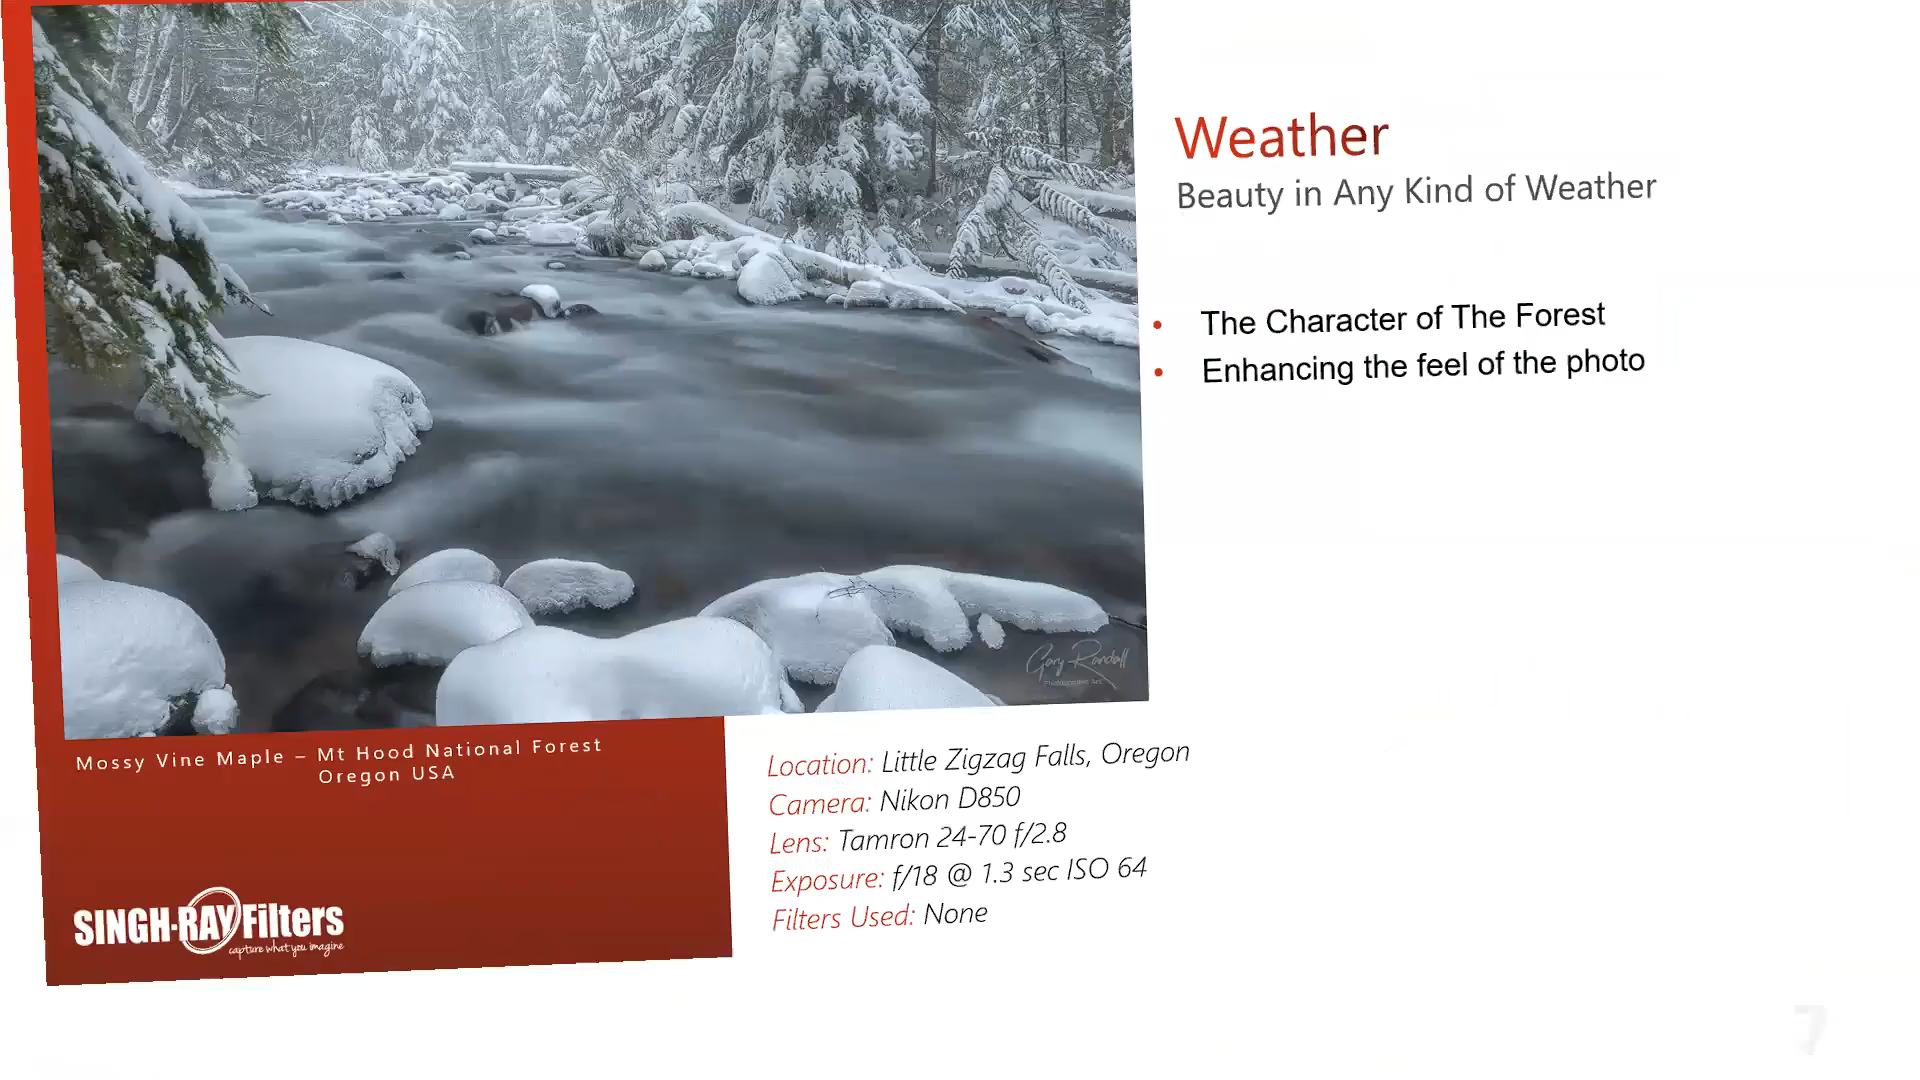 Weather
Beauty in Any Kind of Weather
• The Character of The Forest
• Enhancing the feel of the photo
Gary Randall
Mossy Vine Maple – Mt Hood National Forest
Oregon USA
Location: Little Zigzag Falls, Oregon
Camera: Nikon D850
Lens: Tamron 24-70 f/2.8
Exposure: f/18 @ 1.3 sec ISO 64
Filters Used: None
SINGH-RAY Filters
capture what you imagine
7